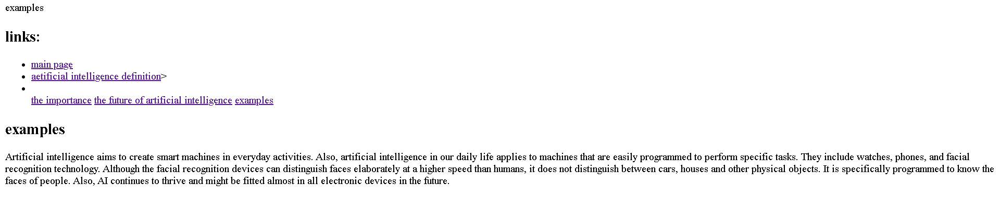 examples
links:
main page
aetificial intelligence definition>
the importance the future of artificial intelligence examples
examples
Artificial intelligence aims to create smart machines in everyday activities. Also, artificial intelligence in our daily life applies to machines that are easily programmed to perform specific tasks. They include watches, phones, and facial
recognition technology. Although the facial recognition devices can distinguish faces elaborately at a higher speed than humans, it does not distinguish between cars, houses and other physical objects. It is specifically programmed to know the
faces of people. Also, AI continues to thrive and might be fitted almost in all electronic devices in the future.